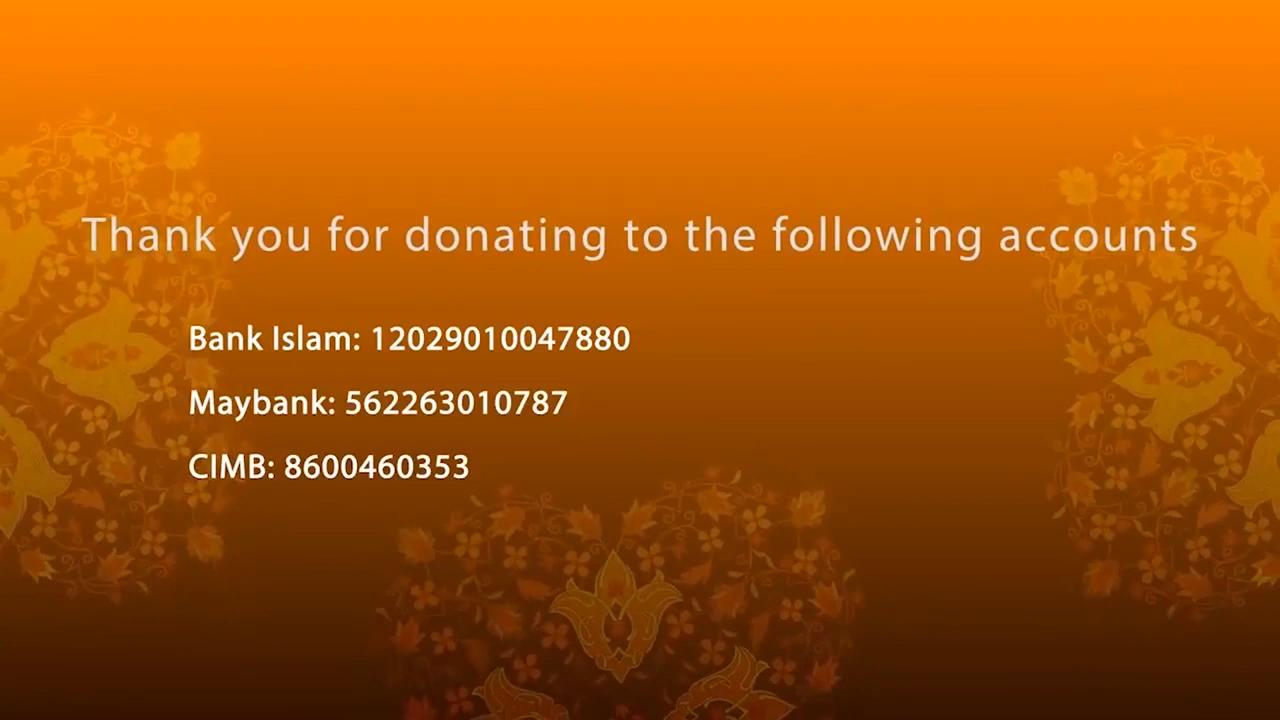 Thank you for donating to the following accounts
Bank Islam: 12029010047880
Maybank: 562263010787
CIMB: 8600460353